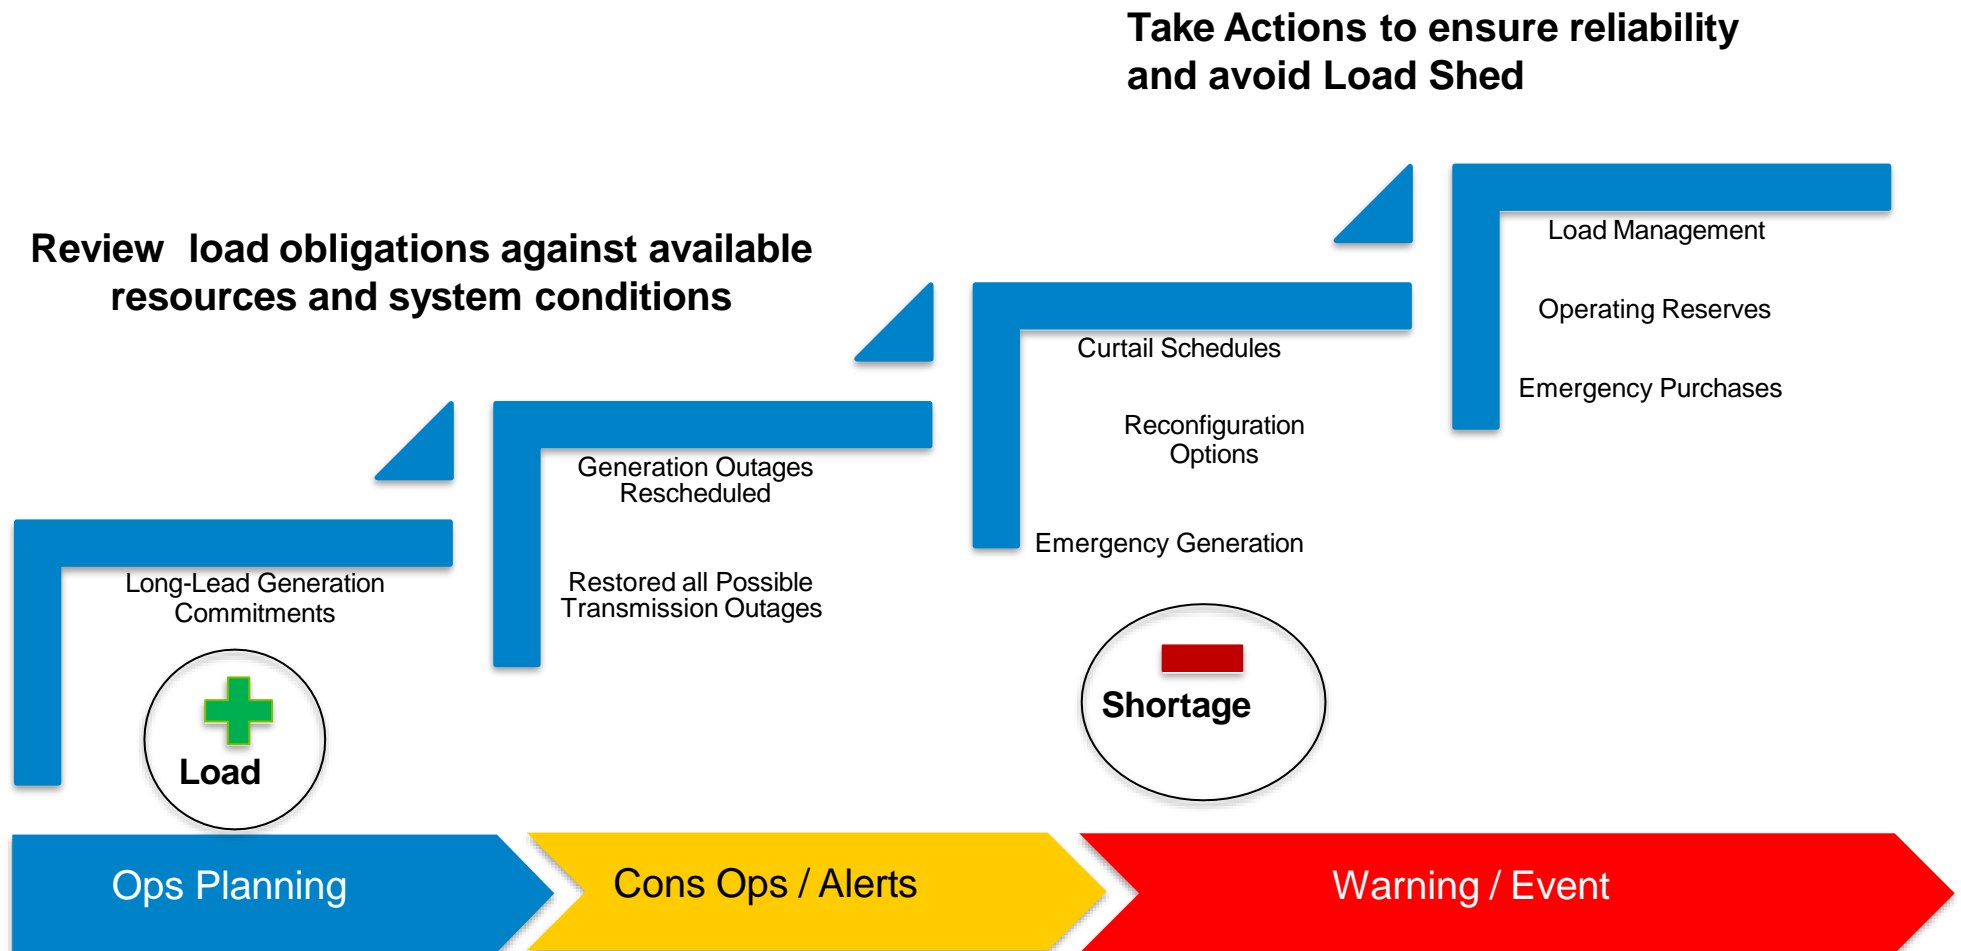 Take Actions to ensure reliability
and avoid Load Shed
Review load obligations against available
resources and system conditions
Long-Lead Generation
Commitments
Load
Generation Outages
Rescheduled
Restored all Possible
Transmission Outages
Curtail Schedules
Reconfiguration
Options
Emergency Generation
Shortage
Load Management
Operating Reserves
Emergency Purchases
Ops Planning
Cons Ops / Alerts
Warning / Event